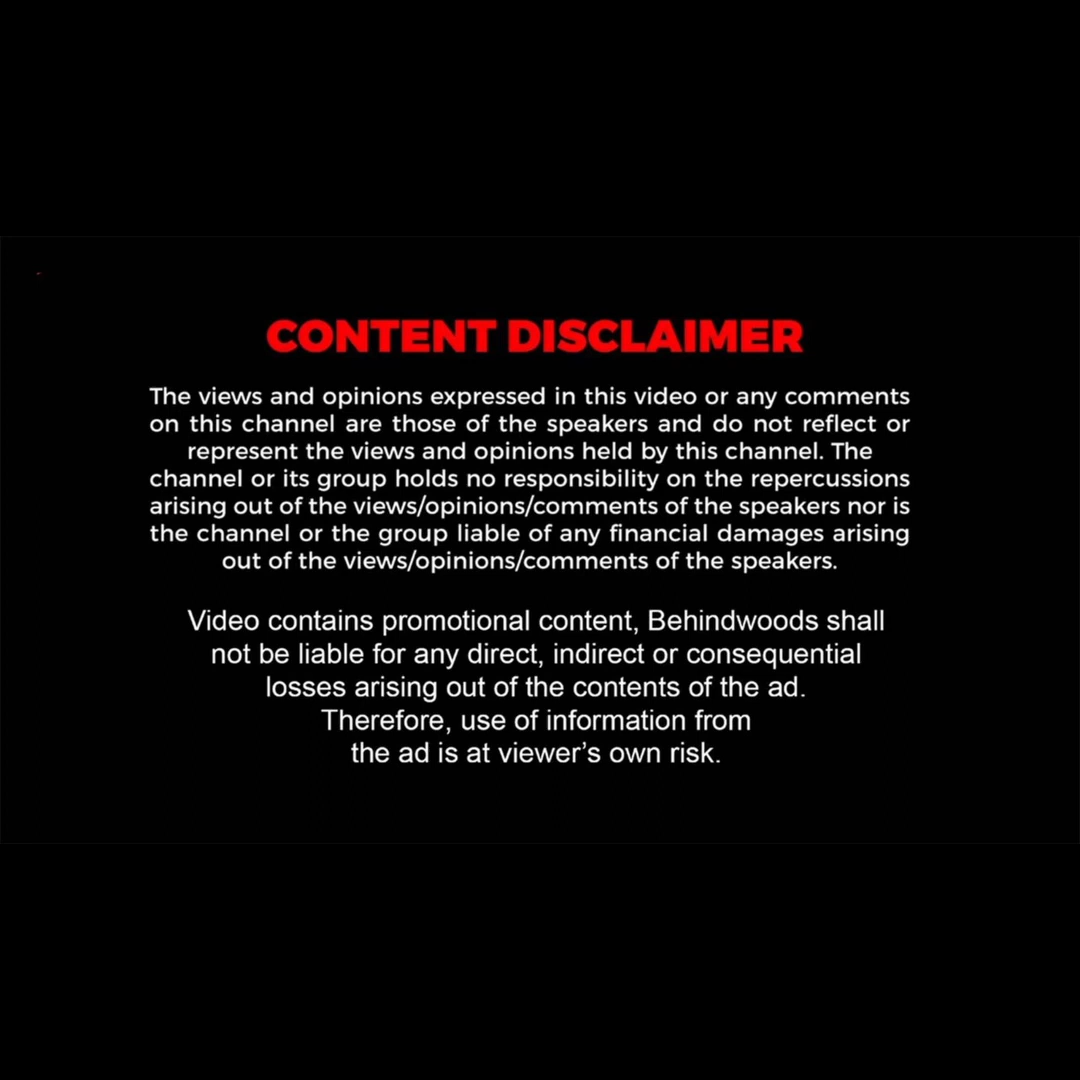 CONTENT DISCLAIMER
The views and opinions expressed in this video or any comments
on this channel are those of the speakers and do not reflect or
represent the views and opinions held by this channel. The
channel or its group holds no responsibility on the repercussions
arising out of the views/opinions/comments of the speakers nor is
the channel or the group liable of any financial damages arising
out of the views/opinions/comments of the speakers.
Video contains promotional content, Behindwoods shall
not be liable for any direct, indirect or consequential
losses arising out of the contents of the ad.
Therefore, use of information from
the ad is at viewer’s own risk.